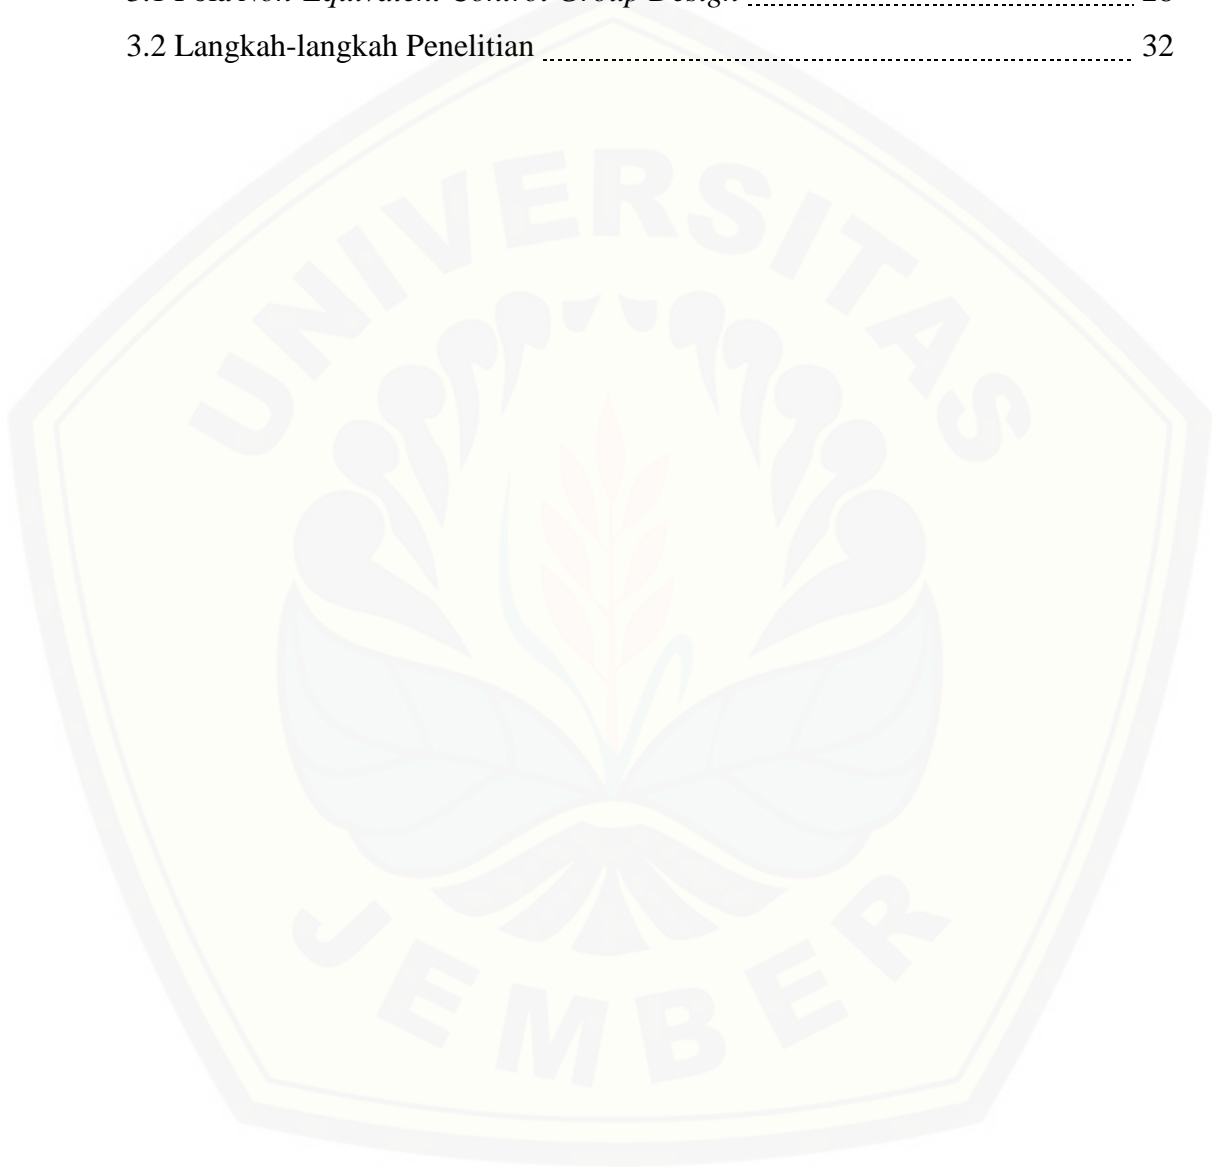 3.1 Pola Non-Equivalent Control Group Design
3.2 Langkah-langkah Penelitian 32
UNIVERSITAS
JEMBER